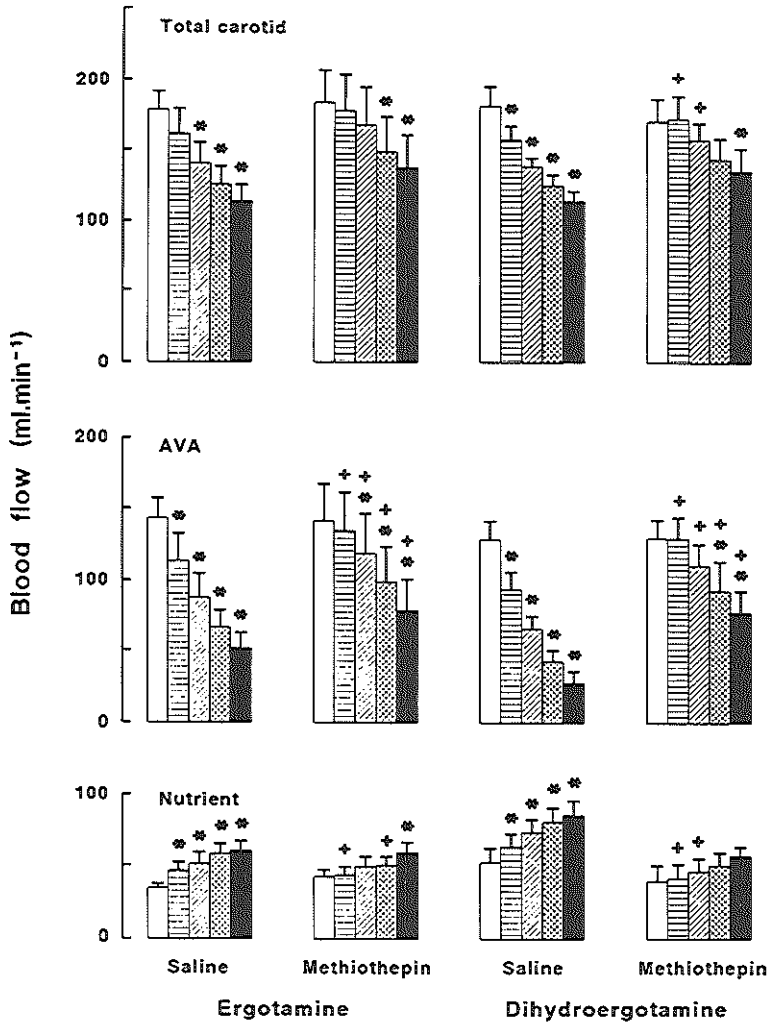 Total carotid
200
100
0
Blood flow (ml.min⁻¹)
200
AVA
100
0
100
Nutrient
0
Saline Methiothepin Saline Methiothepin
Ergotamine Dihydroergotamine